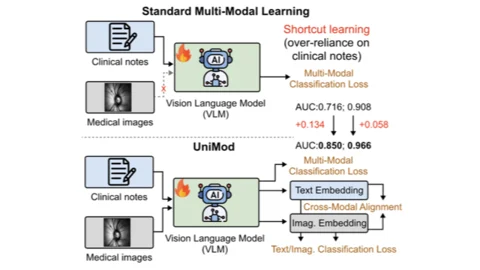 Standard Multi-Modal Learning
Clinical notes
Medical images
AI
Vision Language Model
(VLM)
Shortcut learning
(over-reliance on
clinical notes)
Multi-Modal
Classification Loss
AUC:0.716; 0.908
+0.134
+0.058
AUC:0.850; 0.966
UniMod
Clinical notes
Medical images
AI
Vision Language Model
(VLM)
Multi-Modal
Classification Loss
Text Embedding
Cross-Modal Alignment
Imag. Embedding
Text/Imag. Classification Loss